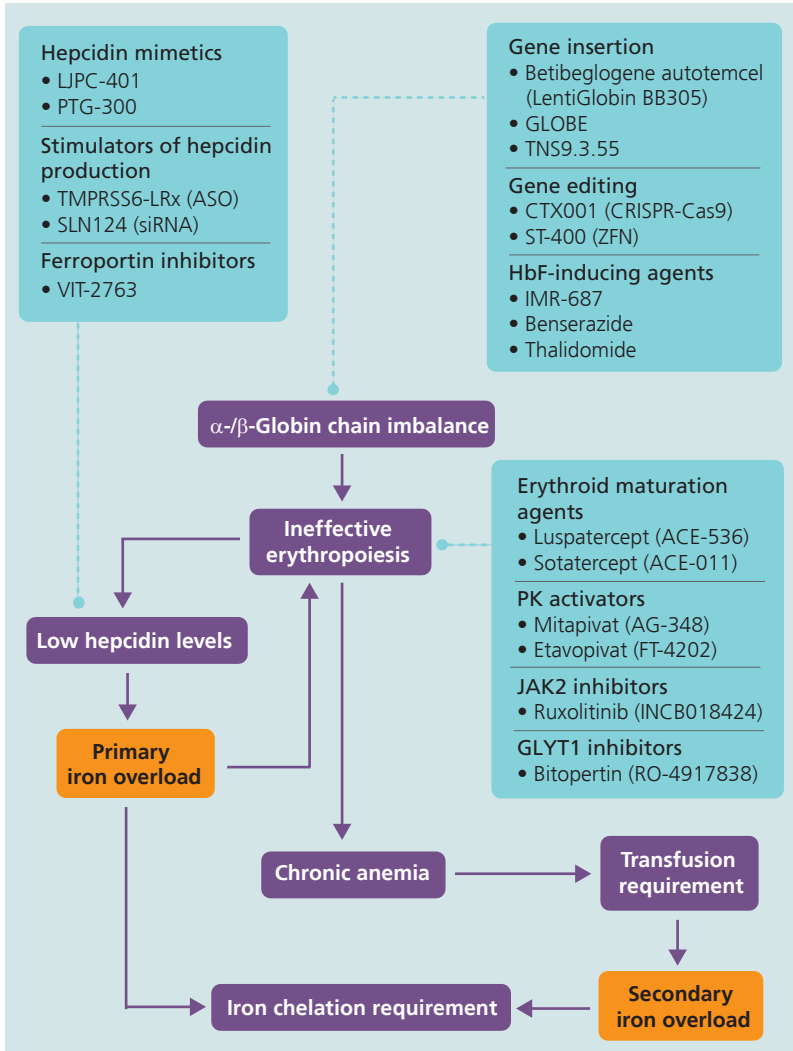 Hepcidin mimetics
• LJPC-401
• PTG-300
Stimulators of hepcidin
production
• TMPRSS6-LRx (ASO)
• SLN124 (siRNA)
Ferroportin inhibitors
• VIT-2763
Gene insertion
• Betibeglogene autotemcel
(LentiGlobin BB305)
• GLOBE
• TNS9.3.55
Gene editing
• CTX001 (CRISPR-Cas9)
• ST-400 (ZFN)
HbF-inducing agents
• IMR-687
• Benserazide
• Thalidomide
α-/β-Globin chain imbalance
Ineffective
erythropoiesis
Erythroid maturation
agents
• Luspatercept (ACE-536)
• Sotatercept (ACE-011)
PK activators
• Mitapivat (AG-348)
• Etavopivat (FT-4202)
JAK2 inhibitors
• Ruxolitinib (INCB018424)
GLYT1 inhibitors
• Bitopertin (RO-4917838)
Low hepcidin levels
Primary
iron overload
Chronic anemia
Transfusion
requirement
Iron chelation requirement
Secondary
iron overload